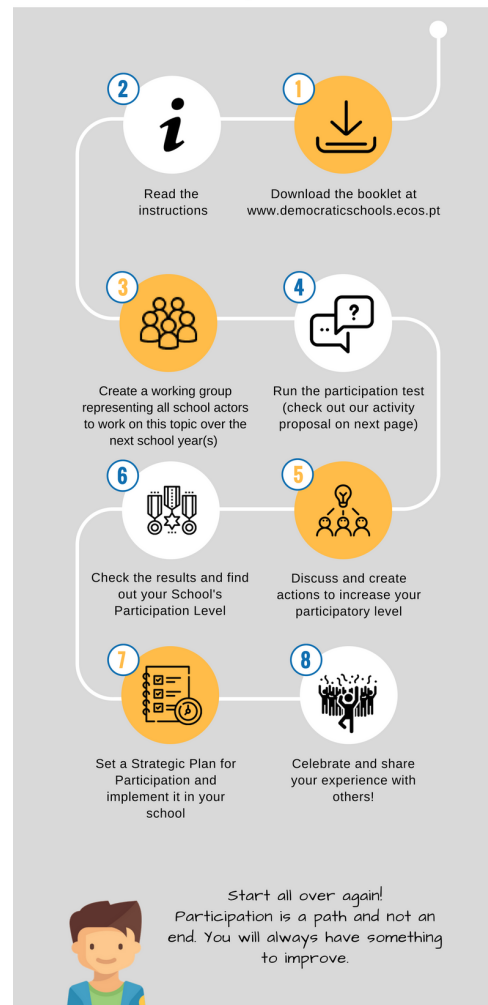 1
Download the booklet at
www.democraticschools.ecos.pt
2
Read the
instructions
3
Create a working group
representing all school actors
to work on this topic over the
next school year(s)
4
?
Run the participation test
(check out our activity
proposal on next page)
5
Discuss and create
actions to increase your
participatory level
6
Check the results and find
out your School's
Participation Level
7
Set a Strategic Plan for
Participation and
implement it in your
school
8
Celebrate and share
your experience with
others!
Start all over again!
Participation is a path and not an
end. You will always have something
to improve.